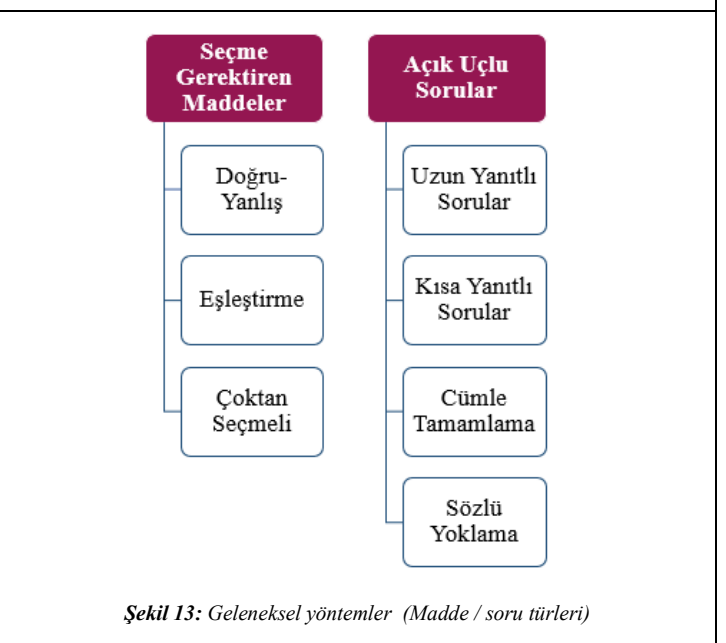 Seçme
Gerektiren
Maddeler
Doğru-
Yanlış
Eşleştirme
Çoktan
Seçmeli
Açık Uçlu
Sorular
Uzun Yanıtlı
Sorular
Kısa Yanıtlı
Sorular
Cümle
Tamamlama
Sözlü
Yoklama
Şekil 13: Geleneksel yöntemler (Madde / soru türleri)